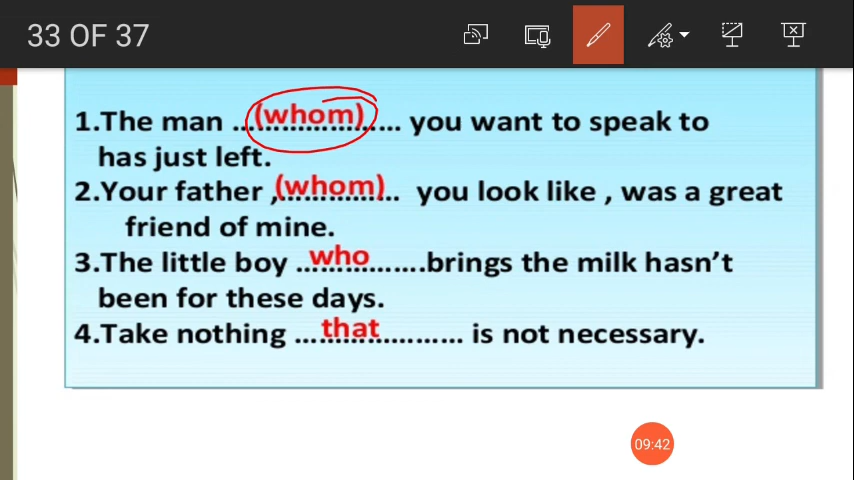 33 OF 37
1.The man ...(whom)... you want to speak to
has just left.
2.Your father ,(whom).. you look like , was a great
friend of mine.
3.The little boy ...who.......brings the milk hasn't
been for these days.
4.Take nothing ...that........... is not necessary.
09:42